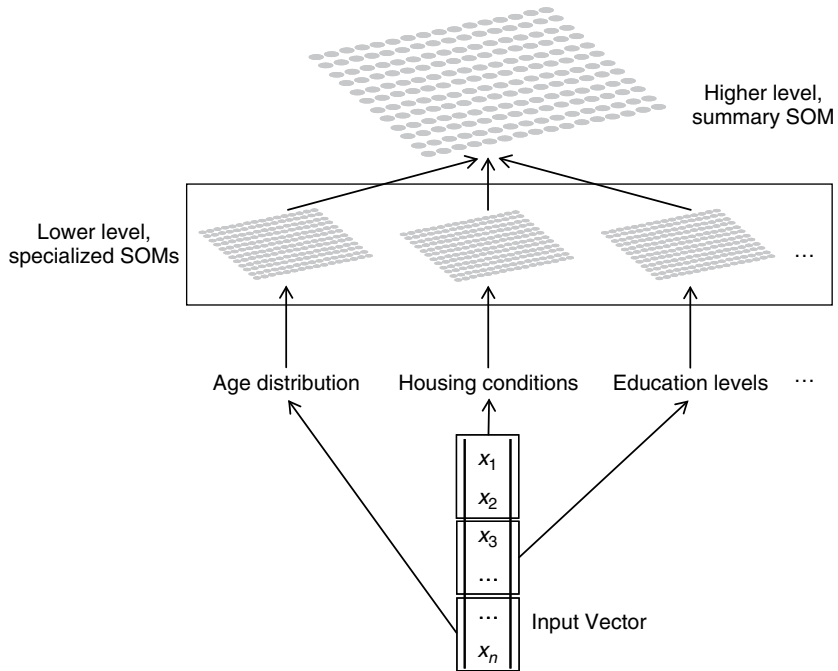 Higher level,
summary SOM
Lower level,
specialized SOMs
...
Age distribution
Housing conditions
Education levels
...
x1
x2
x3
...
...
xn
Input Vector